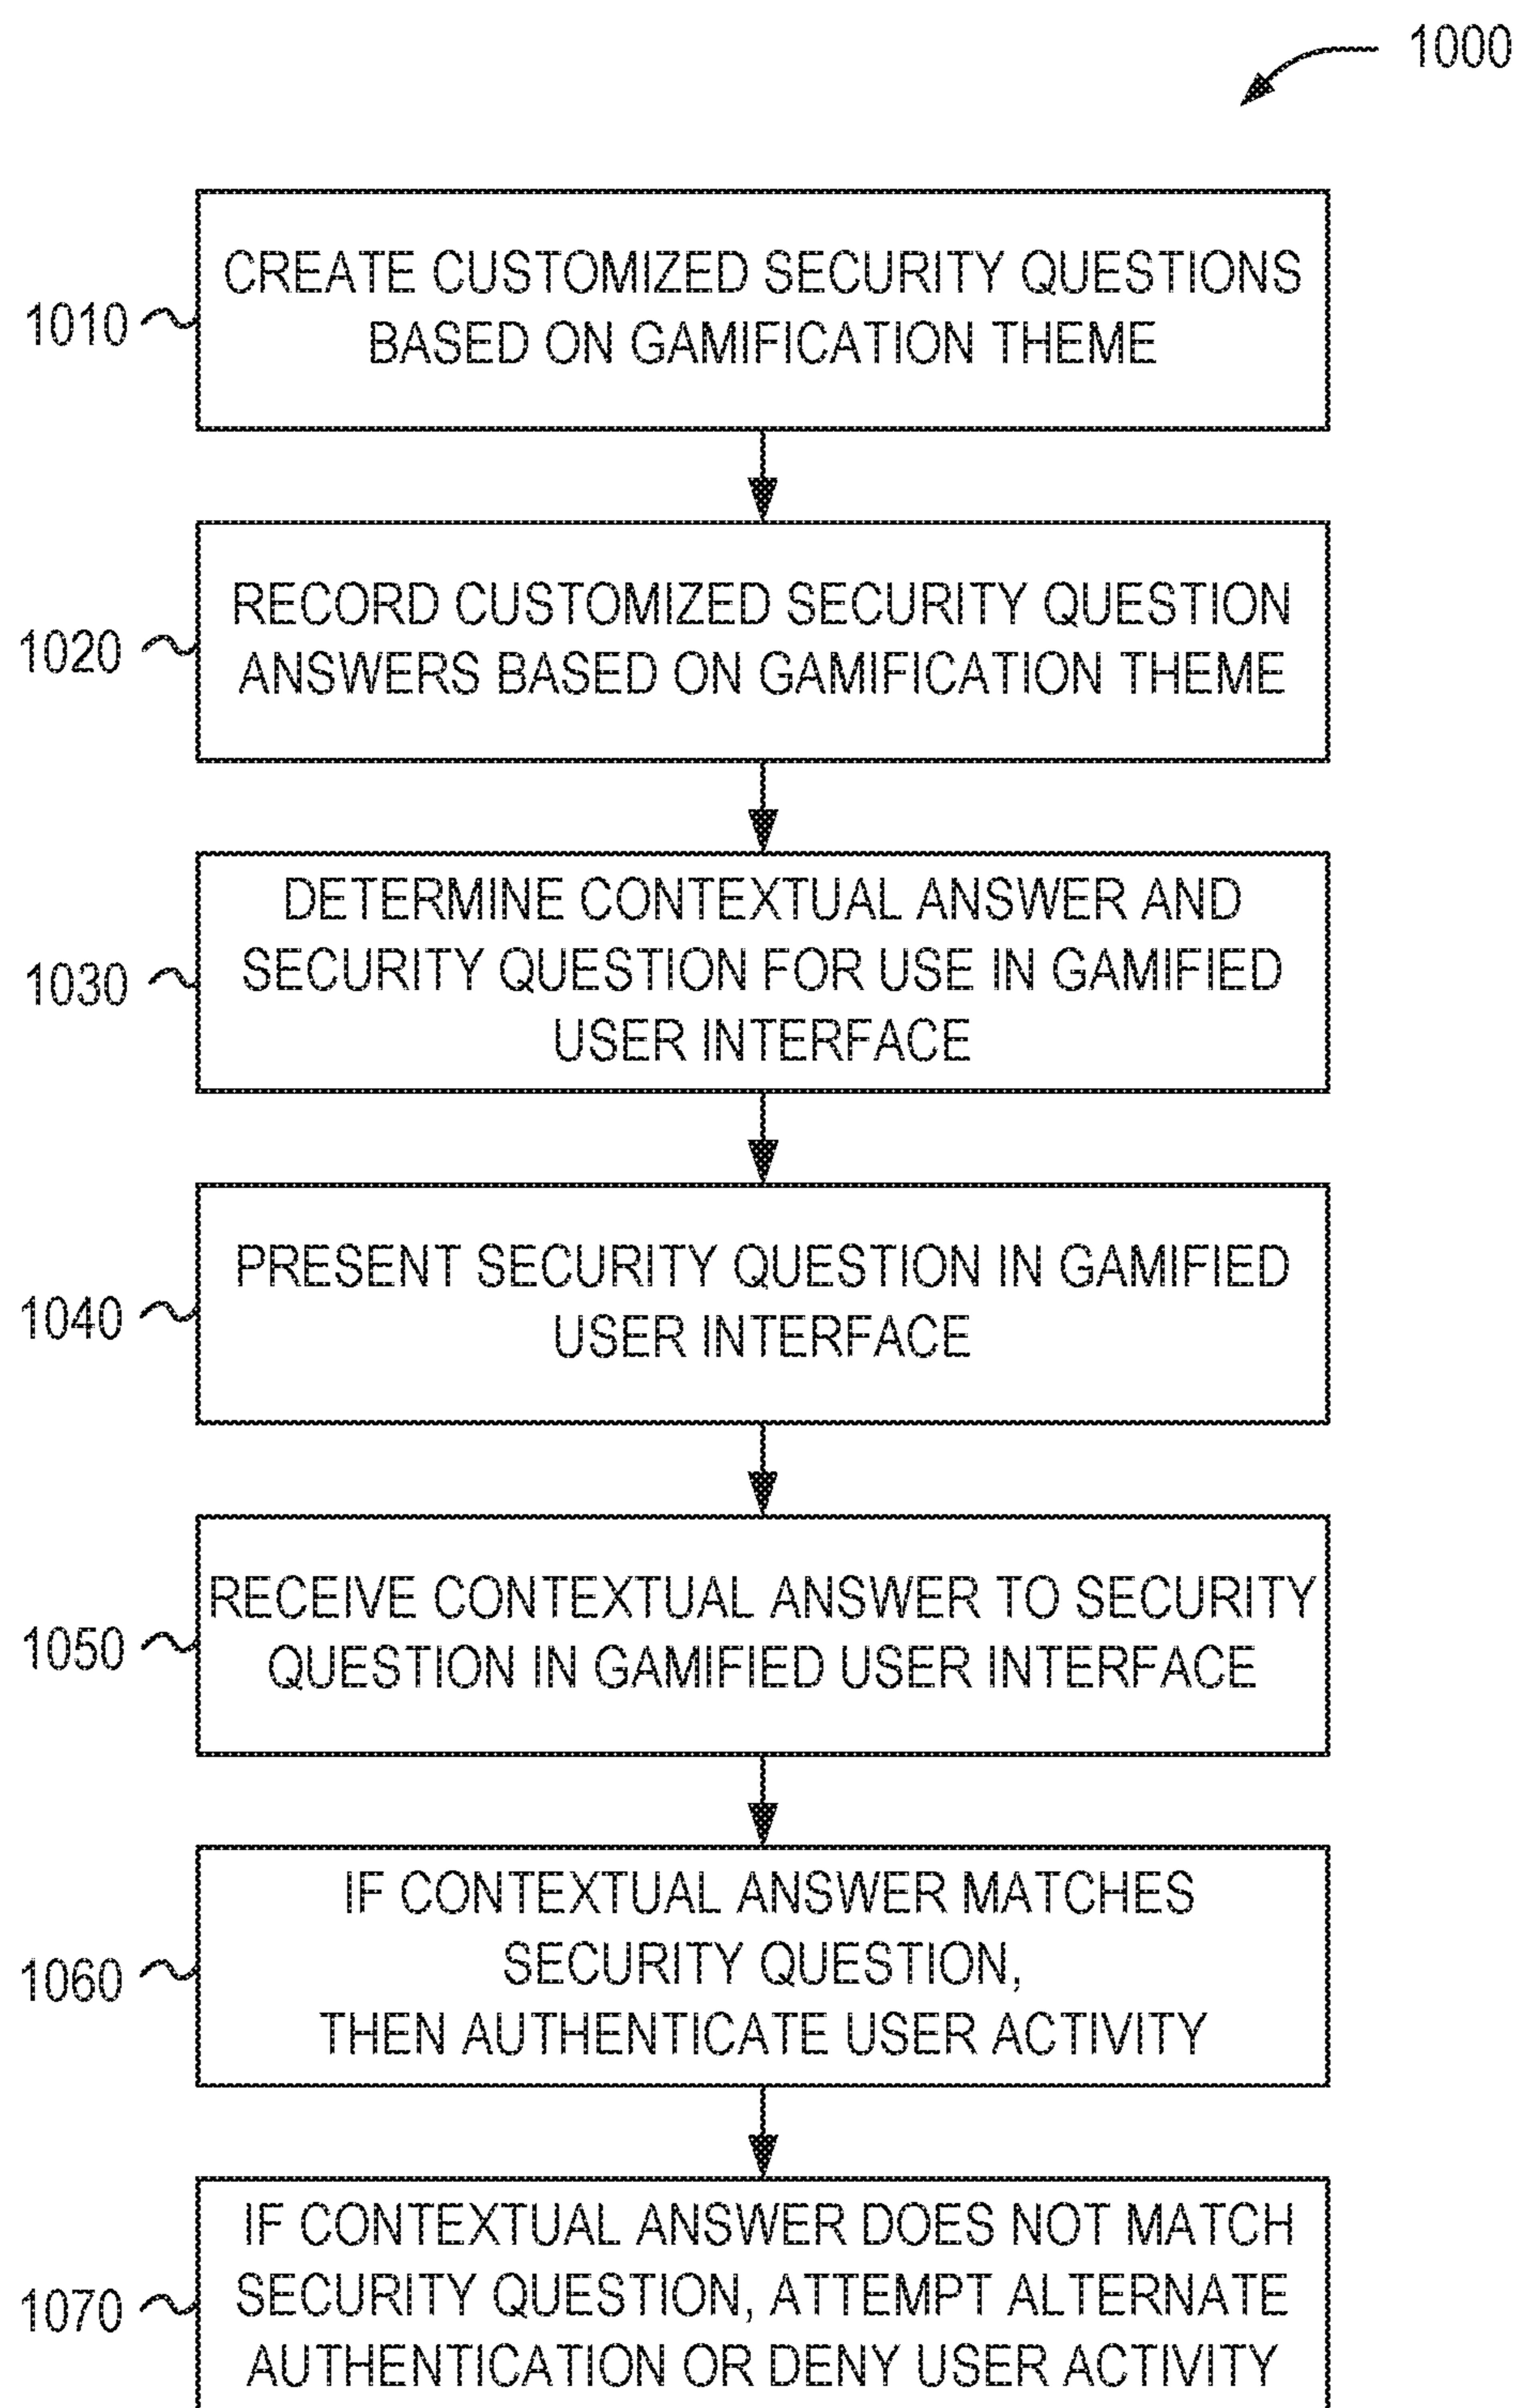 1000
CREATE CUSTOMIZED SECURITY QUESTIONS
BASED ON GAMIFICATION THEME
1010
RECORD CUSTOMIZED SECURITY QUESTION
ANSWERS BASED ON GAMIFICATION THEME
1020
DETERMINE CONTEXTUAL ANSWER AND
SECURITY QUESTION FOR USE IN GAMIFIED
USER INTERFACE
1030
PRESENT SECURITY QUESTION IN GAMIFIED
USER INTERFACE
1040
RECEIVE CONTEXTUAL ANSWER TO SECURITY
QUESTION IN GAMIFIED USER INTERFACE
1050
IF CONTEXTUAL ANSWER MATCHES
SECURITY QUESTION,
THEN AUTHENTICATE USER ACTIVITY
1060
IF CONTEXTUAL ANSWER DOES NOT MATCH
SECURITY QUESTION, ATTEMPT ALTERNATE
AUTHENTICATION OR DENY USER ACTIVITY
1070